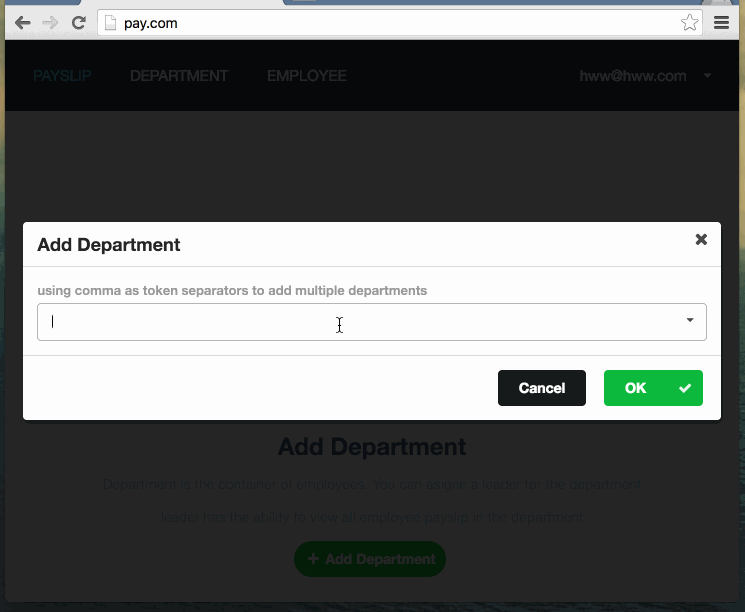 pay.com
PAYSLIP DEPARTMENT EMPLOYEE hww@hww.com
Add Department
using comma as token separators to add multiple departments
Cancel OK
Add Department
Department is the container of employees. You can assigne a leader for the department
leader has the ability to view all employee payslip in the department
Add Department